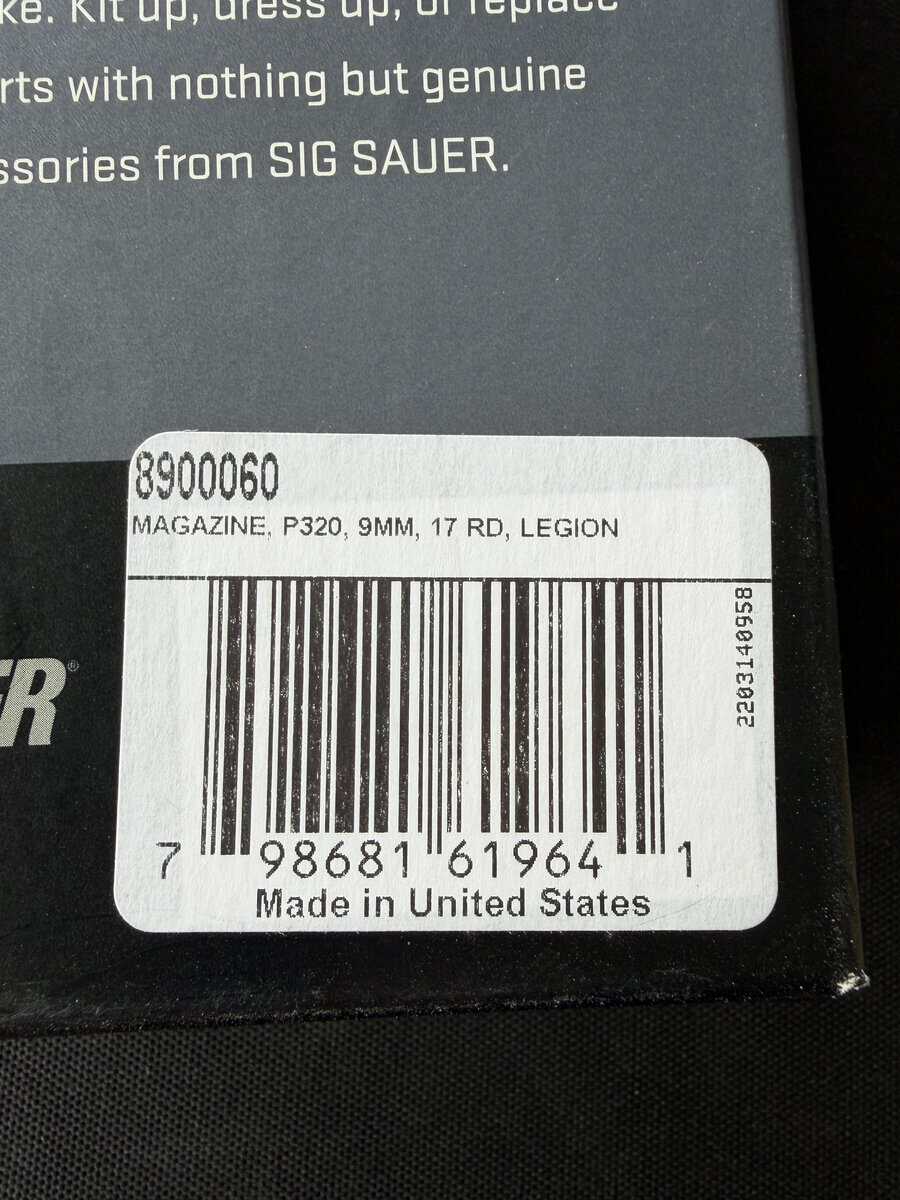 ke. Kit up, dress up, or replace
rts with nothing but genuine
ssories from SIG SAUER.
8900060
MAGAZINE, P320, 9MM, 17 RD, LEGION
2203140958
ER®
7 98681 61964 1
Made in United States